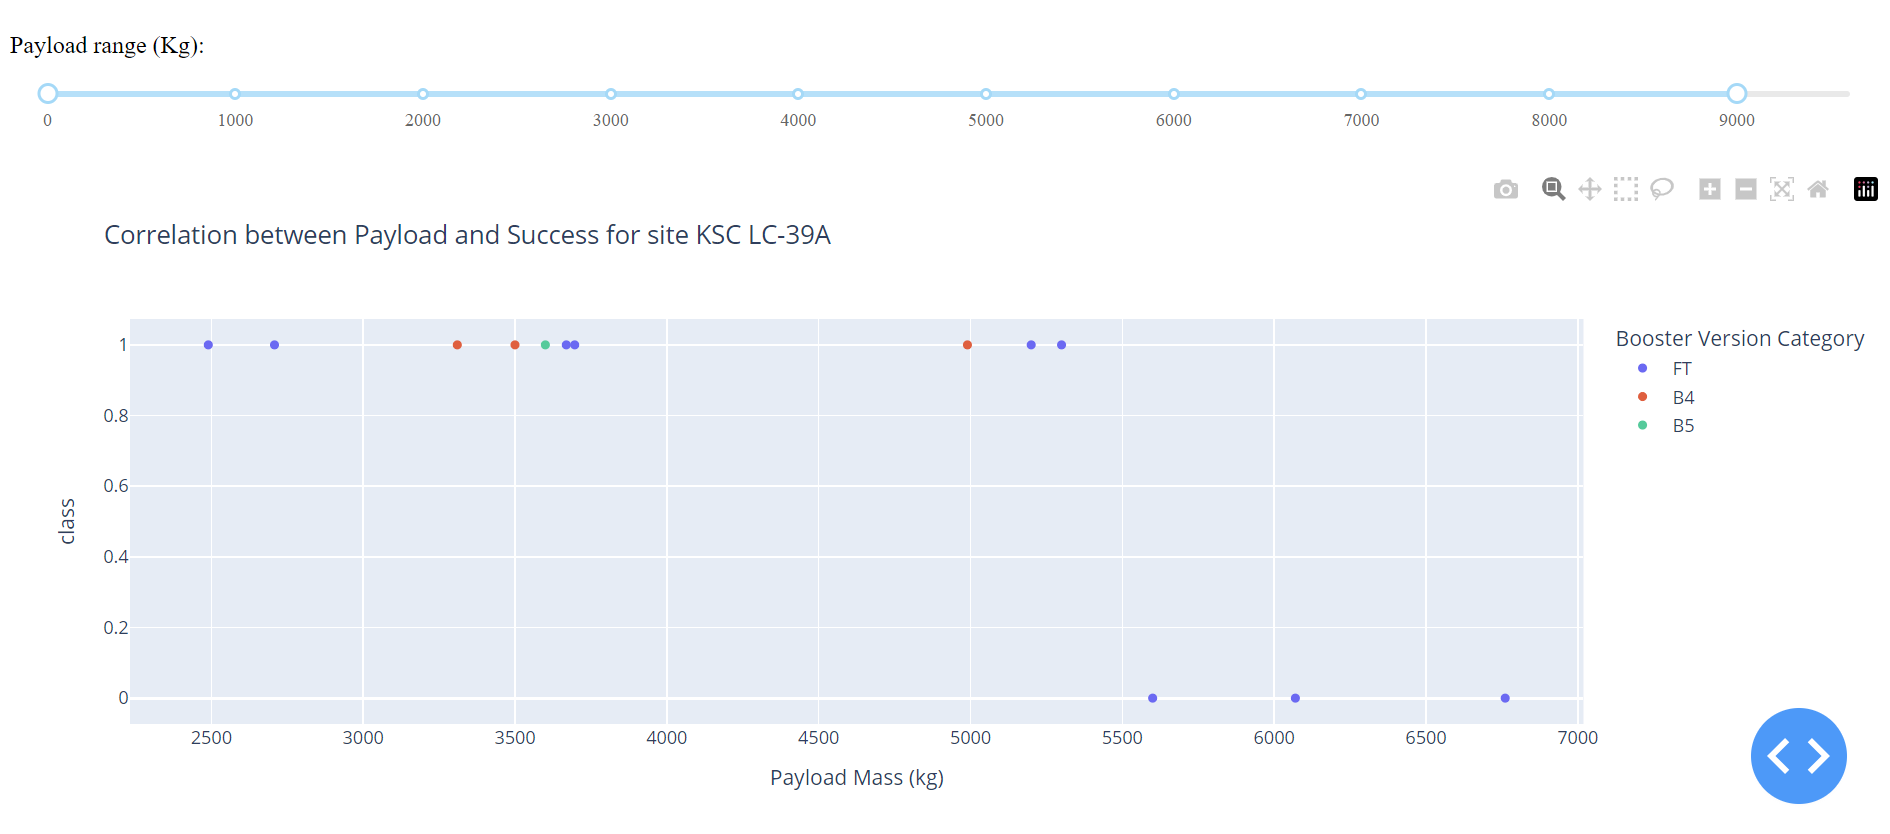 Payload range (Kg):
0 1000 2000 3000 4000 5000 6000 7000 8000 9000
Correlation between Payload and Success for site KSC LC-39A
Booster Version Category
FT
B4
B5
1
0.8
0.6
0.4
0.2
0
class
2500 3000 3500 4000 4500 5000 5500 6000 6500 7000
Payload Mass (kg)